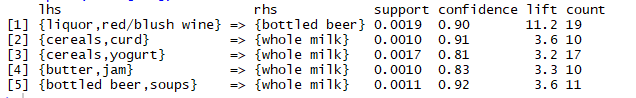 lhs rhs support confidence lift count
[1] {liquor,red/blush wine} => {bottled beer} 0.0019 0.90 11.2 19
[2] {cereals,curd} => {whole milk} 0.0010 0.91 3.6 10
[3] {cereals,yogurt} => {whole milk} 0.0017 0.81 3.2 17
[4] {butter,jam} => {whole milk} 0.0010 0.83 3.3 10
[5] {bottled beer,soups} => {whole milk} 0.0011 0.92 3.6 11